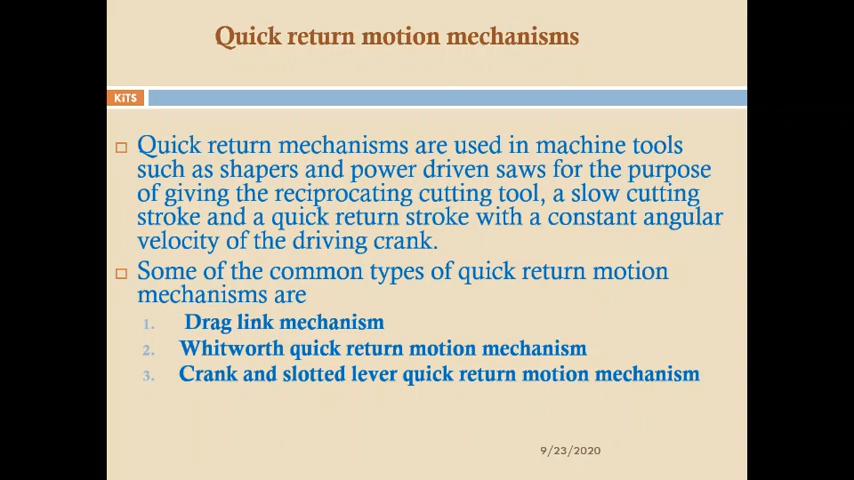 Quick return motion mechanisms
KiTS
Quick return mechanisms are used in machine tools
such as shapers and power driven saws for the purpose
of giving the reciprocating cutting tool, a slow cutting
stroke and a quick return stroke with a constant angular
velocity of the driving crank.
Some of the common types of quick return motion
mechanisms are
1. Drag link mechanism
2. Whitworth quick return motion mechanism
3. Crank and slotted lever quick return motion mechanism
9/23/2020